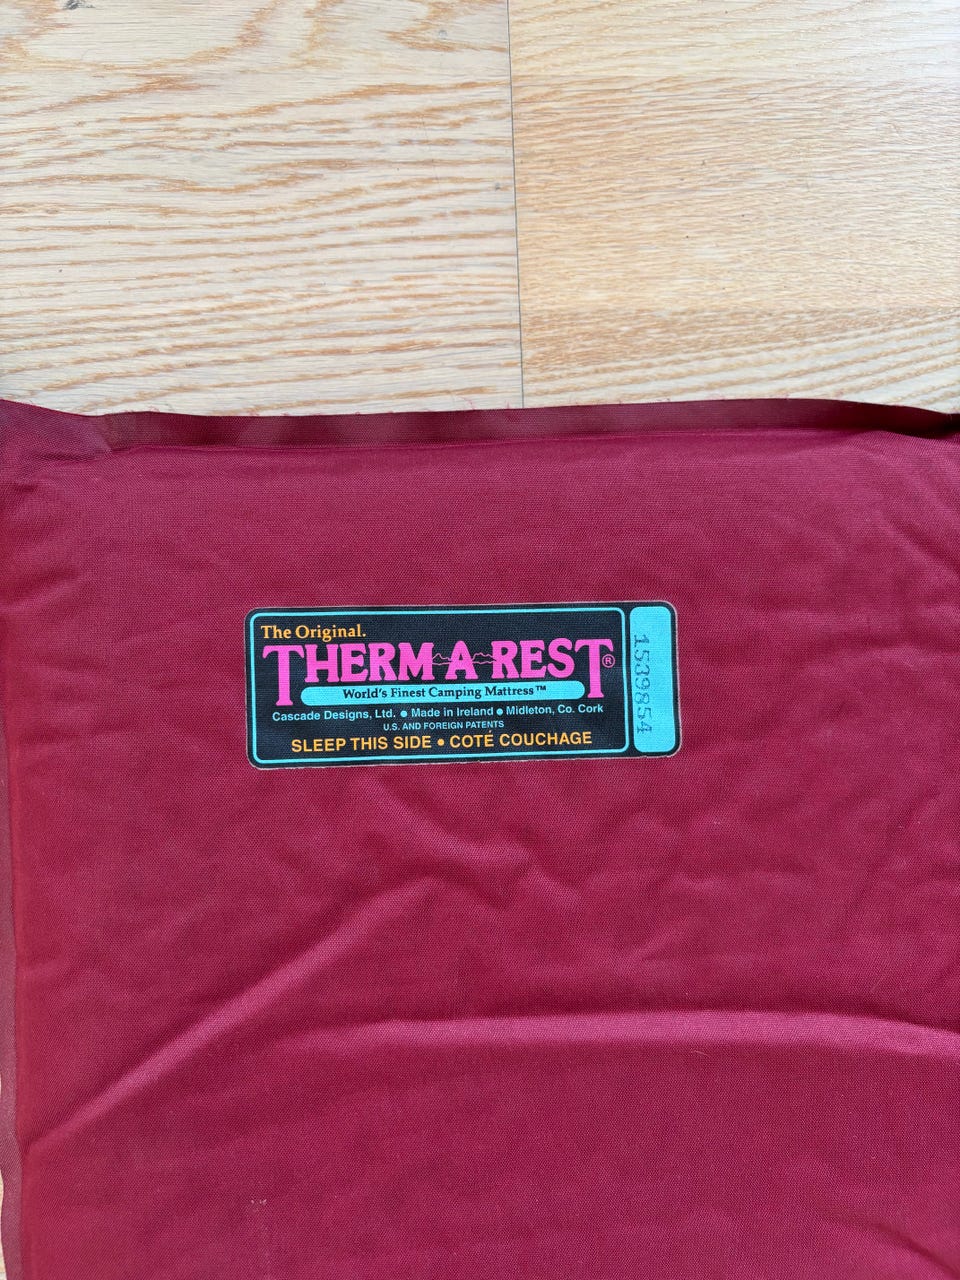 The Original.
THERM-A-REST®
World's Finest Camping Mattress™
Cascade Designs, Ltd. • Made in Ireland • Midleton, Co. Cork
U.S. AND FOREIGN PATENTS
SLEEP THIS SIDE • COTÉ COUCHAGE
1539854